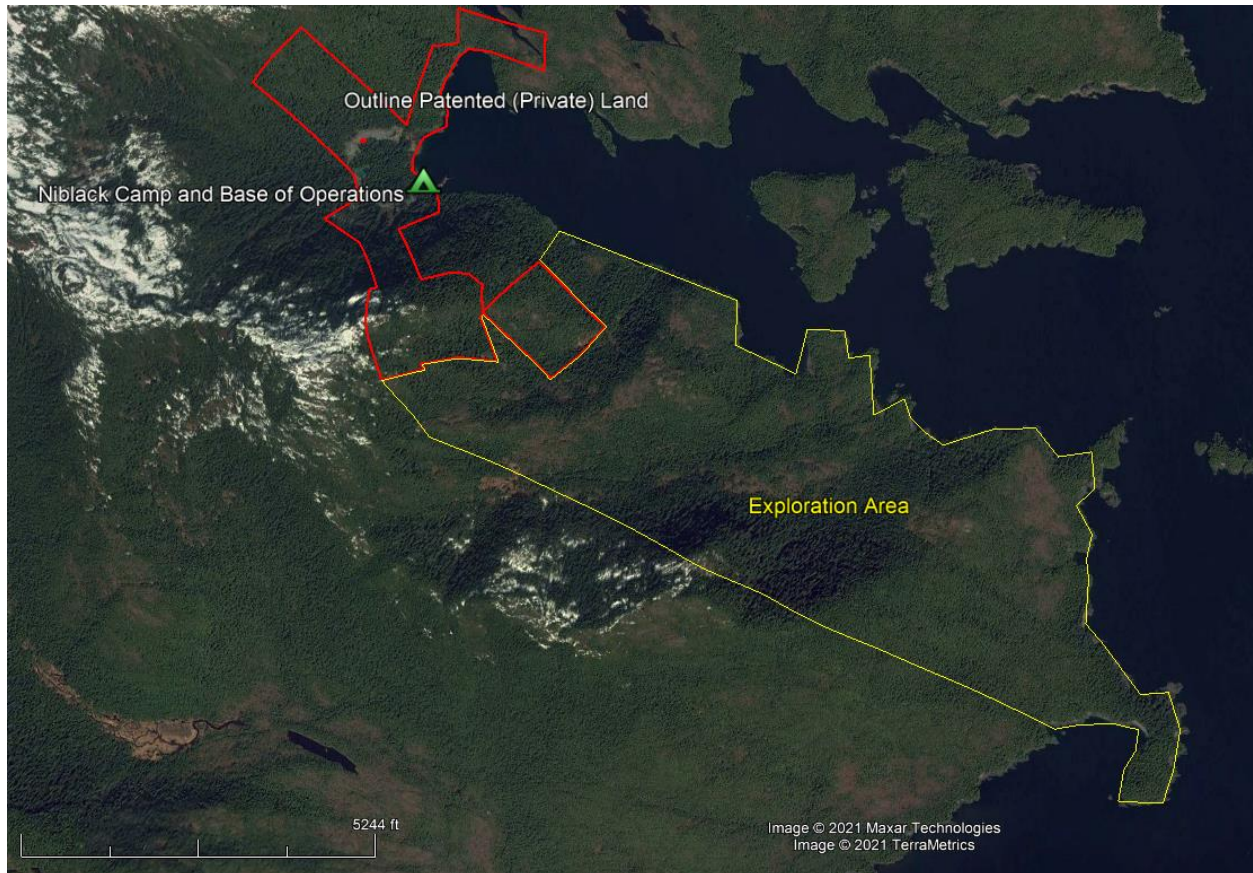 Outline Patented (Private) Land
Niblack Camp and Base of Operations
Exploration Area
5244 ft
Image © 2021 Maxar Technologies
Image © 2021 TerraMetrics